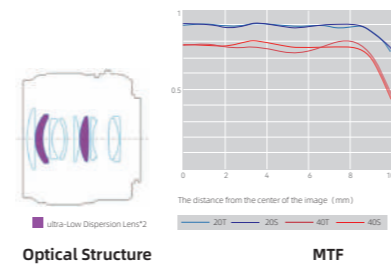 1
0.5
0
0 2 4 6 8 10
The distance from the center of the image（mm）
ultra-Low Dispersion Lens*2
20T 20S 40T 40S
Optical Structure
MTF